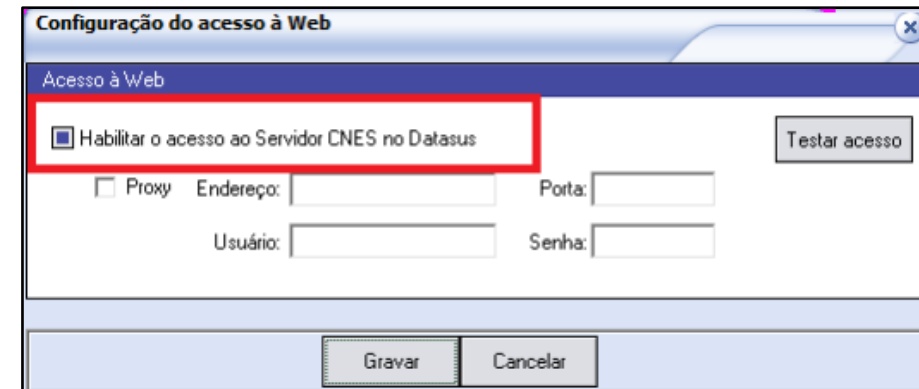 Configuração do acesso à Web
Acesso à Web
Habilitar o acesso ao Servidor CNES no Datasus
Testar acesso
Proxy Endereço: Porta:
Usuário: Senha:
Gravar Cancelar